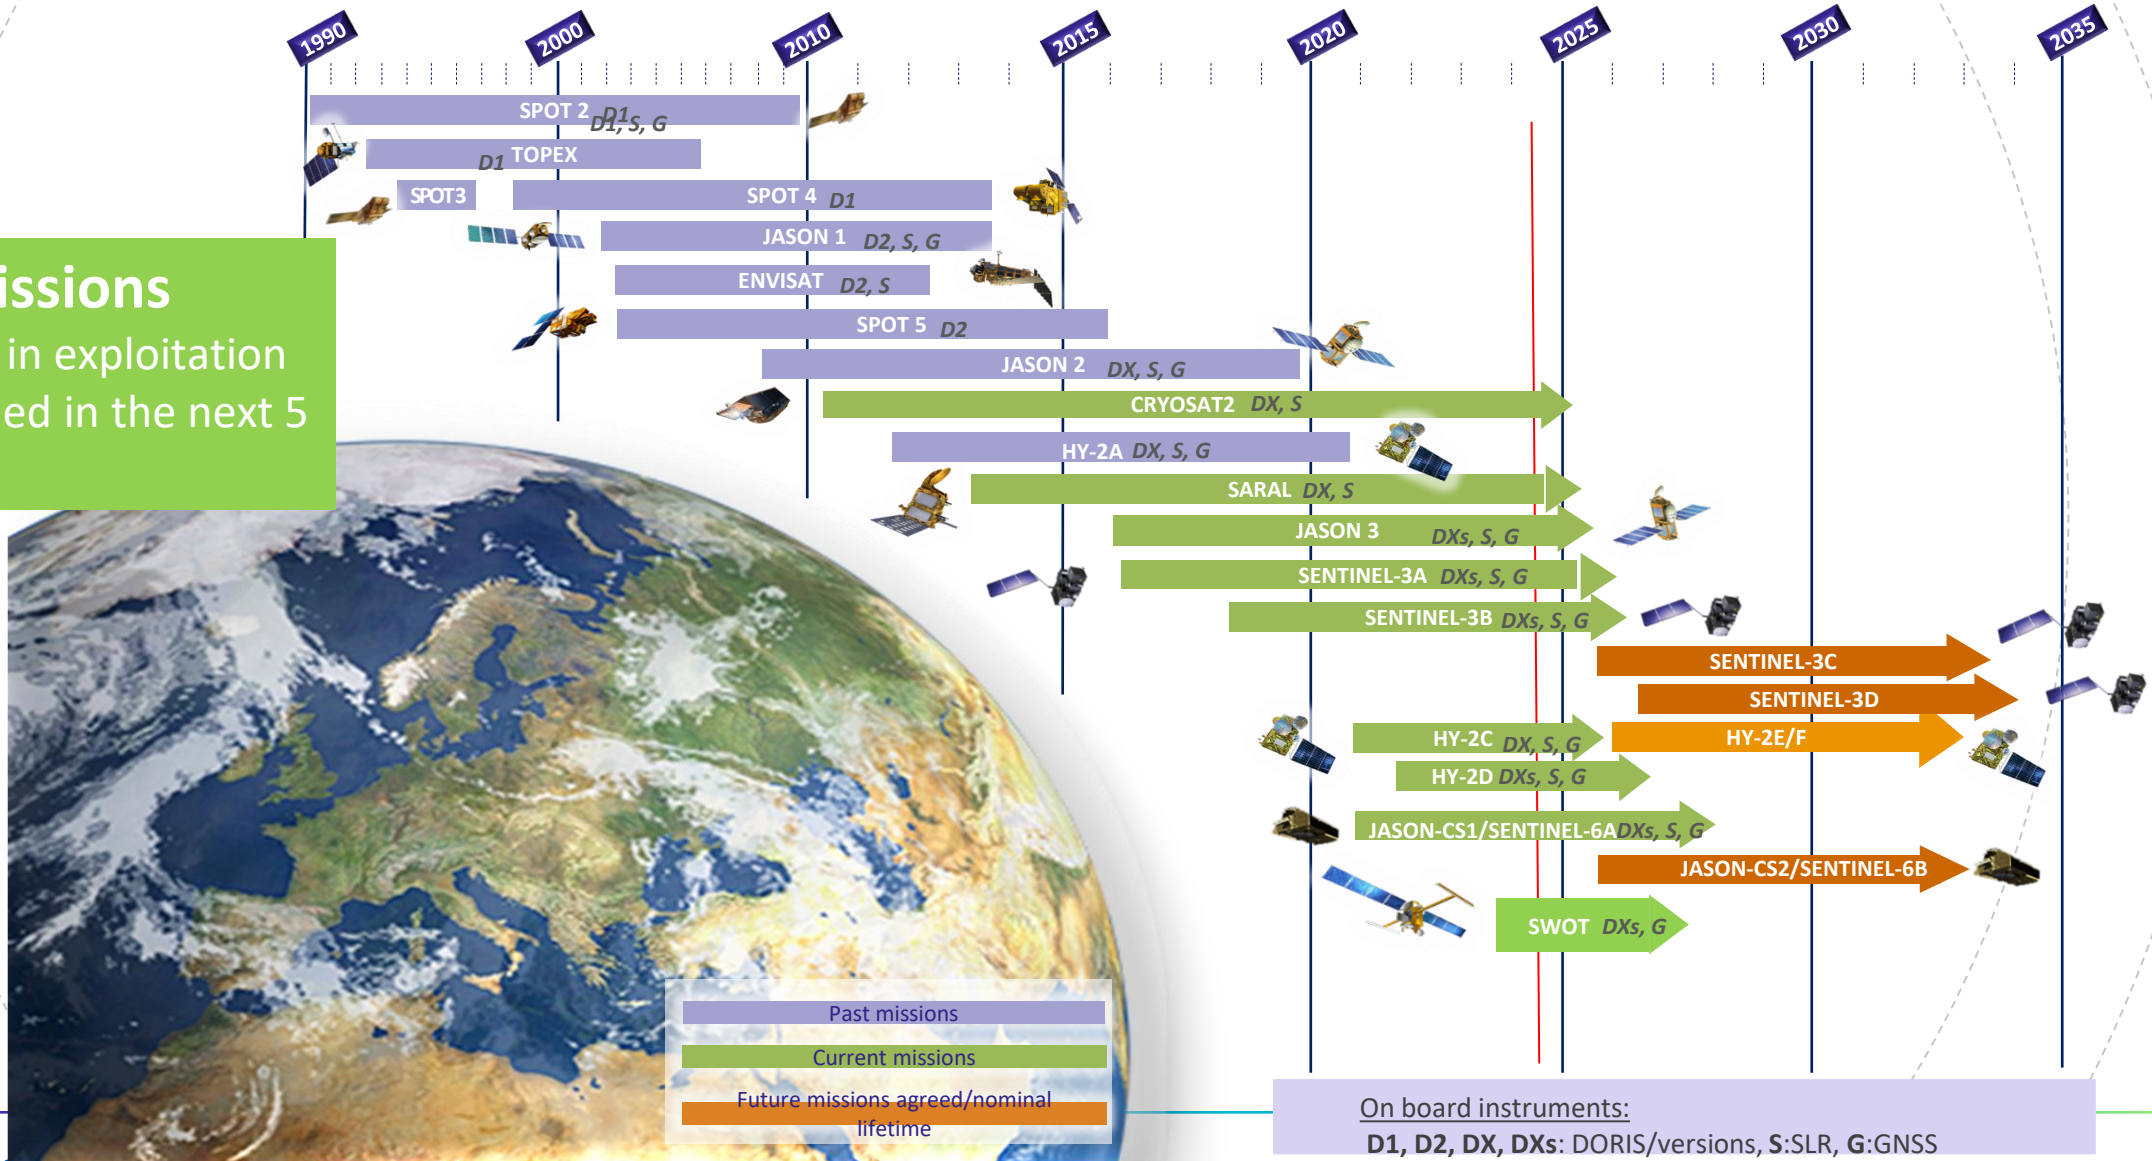 1990 2000 2010 2015 2020 2025 2030 2035
SPOT 2 D1
D1, S, G
D1 TOPEX
SPOT3
SPOT 4 D1
JASON 1 D2, S, G
ENVISAT D2, S
SPOT 5 D2
JASON 2 DX, S, G
CRYOSAT2 DX, S
HY-2A DX, S, G
SARAL DX, S
JASON 3 DXs, S, G
SENTINEL-3A DXs, S, G
SENTINEL-3B DXs, S, G
SENTINEL-3C
SENTINEL-3D
HY-2C DX, S, G
HY-2E/F
HY-2D DXs, S, G
JASON-CS1/SENTINEL-6A DXs, S, G
JASON-CS2/SENTINEL-6B
SWOT DXs, G
issions
in exploitation
ed in the next 5
Past missions
Current missions
Future missions agreed/nominal
lifetime
On board instruments:
D1, D2, DX, DXs: DORIS/versions, S:SLR, G:GNSS